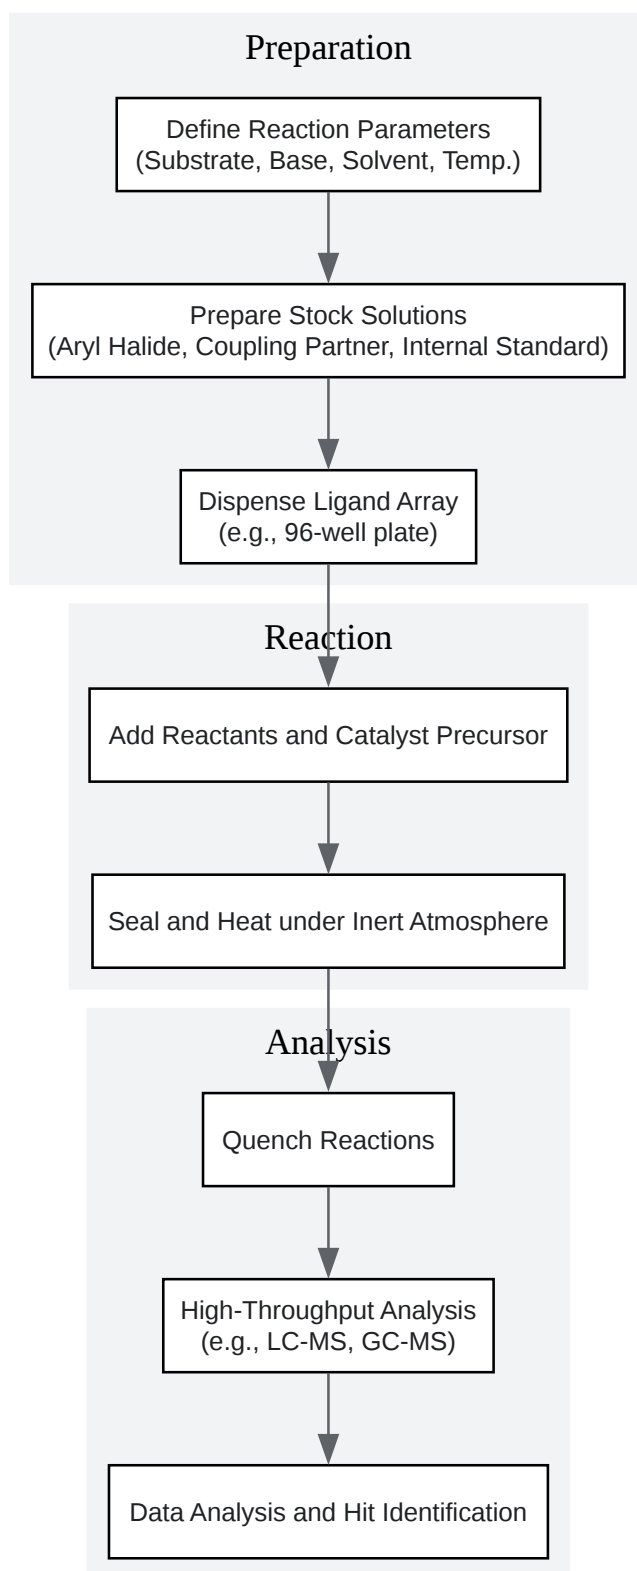 Preparation
Define Reaction Parameters
(Substrate, Base, Solvent, Temp.)
Prepare Stock Solutions
(Aryl Halide, Coupling Partner, Internal Standard)
Dispense Ligand Array
(e.g., 96-well plate)
Reaction
Add Reactants and Catalyst Precursor
Seal and Heat under Inert Atmosphere
Analysis
Quench Reactions
High-Throughput Analysis
(e.g., LC-MS, GC-MS)
Data Analysis and Hit Identification